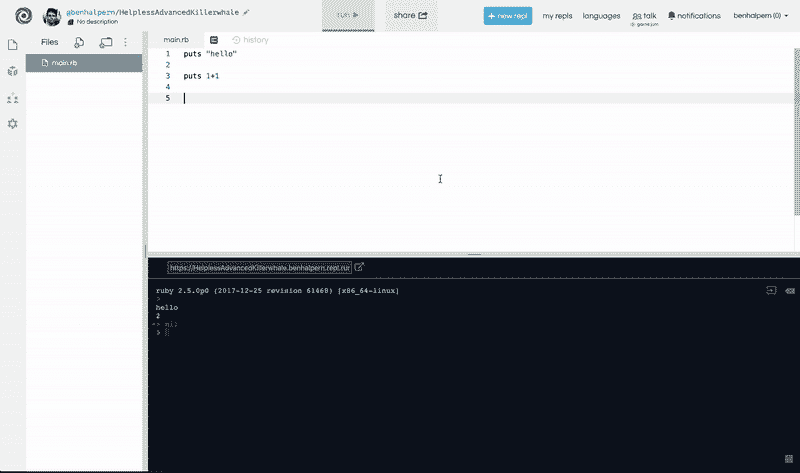 @benhalpern/HelplessAdvancedKillerwhale
No description
run
share
+ new repl
my repls
languages
talk
notifications
benhalpern (0)
Files
main.rb
history
main.rb
1 puts "hello"
2
3 puts 1+1
4
5
https://HelplessAdvancedKillerwhale.benhalpern.repl.run
ruby 2.5.0p0 (2017-12-25 revision 61468) [x86_64-linux]
>
hello
2
=> nil
>